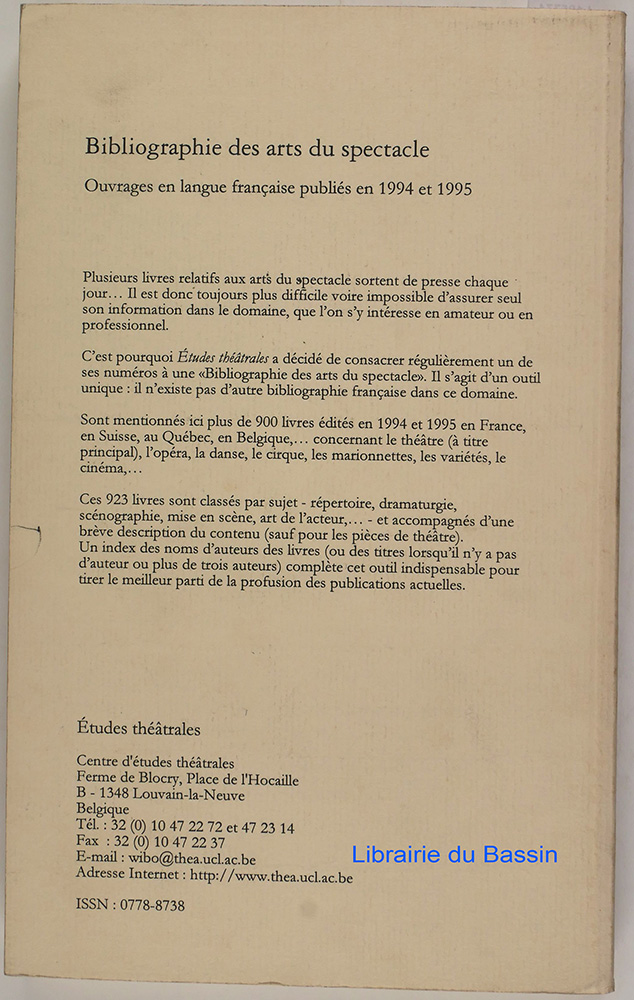 Bibliographie des arts du spectacle
Ouvrages en langue française publiés en 1994 et 1995
Plusieurs livres relatifs aux arts du spectacle sortent de presse chaque
jour... Il est donc toujours plus difficile voire impossible d'assurer seul
son information dans le domaine, que l'on s'y intéresse en amateur ou en
professionnel.
C'est pourquoi Études théâtrales a décidé de consacrer régulièrement un de
ses numéros à une «Bibliographie des arts du spectacle». Il s'agit d'un outil
unique : il n'existe pas d'autre bibliographie française dans ce domaine.
Sont mentionnés ici plus de 900 livres édités en 1994 et 1995 en France,
en Suisse, au Québec, en Belgique,... concernant le théâtre (à titre
principal), l'opéra, la danse, le cirque, les marionnettes, les variétés, le
cinéma,...
Ces 923 livres sont classés par sujet - répertoire, dramaturgie,
scénographie, mise en scène, art de l'acteur,... - et accompagnés d'une
brève description du contenu (sauf pour les pièces de théâtre).
Un index des noms d'auteurs des livres (ou des titres lorsqu'il n'y a pas
d'auteur ou plus de trois auteurs) complète cet outil indispensable pour
tirer le meilleur parti de la profusion des publications actuelles.
Études théâtrales
Centre d'études théâtrales
Ferme de Blocry, Place de l'Hocaille
B - 1348 Louvain-la-Neuve
Belgique
Tél. : 32 (0) 10 47 22 72 et 47 23 14
Fax : 32 (0) 10 47 22 37
E-mail : wibo@thea.ucl.ac.be
Adresse Internet : http://www.thea.ucl.ac.be
ISSN : 0778-8738
Librairie du Bassin